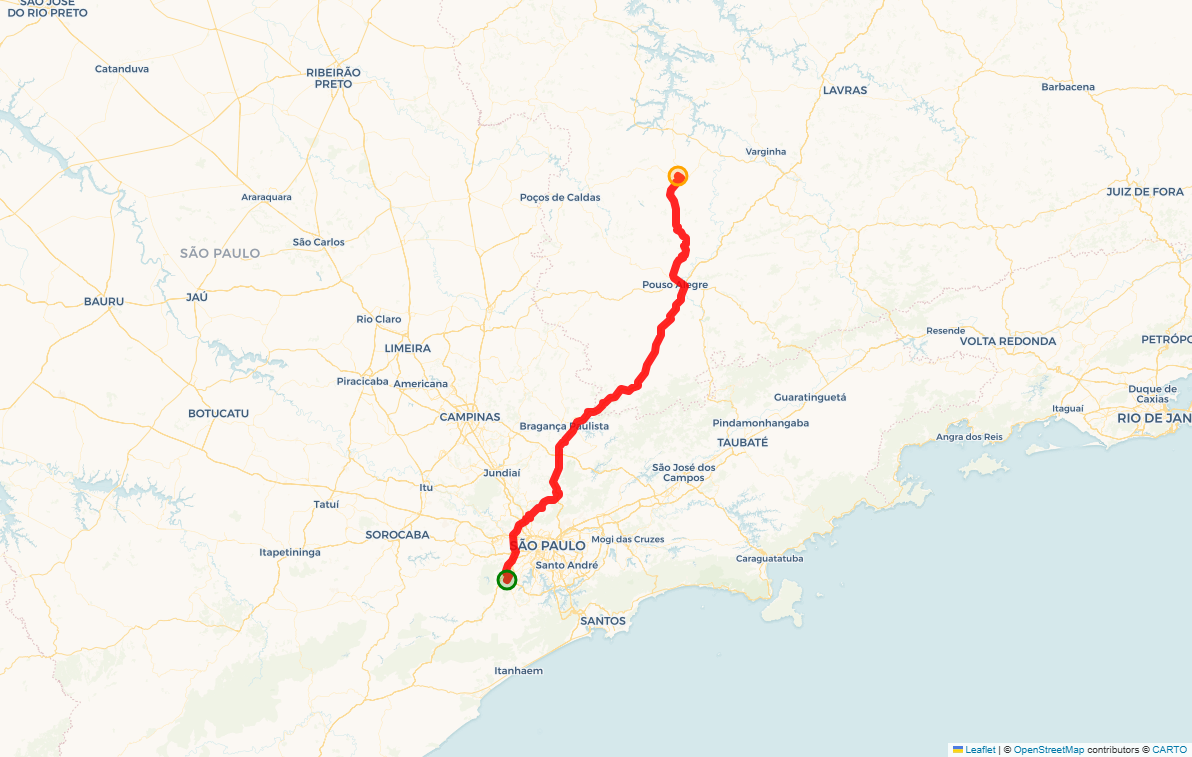 SÃO JOSÉ
DO RIO PRETO
Catanduva
RIBEIRÃO
PRETO
LAVRAS
Barbacena
Varginha
Araraquara
Poços de Caldas
JUIZ DE FORA
São Carlos
SÃO PAULO
Pouso Alegre
BAURU
JAÚ
Rio Claro
Resende
VOLTA REDONDA
PETRÓPO
LIMEIRA
Piracicaba
Americana
Guaratinguetá
Duque de
Caxias
Itaguaí
BOTUCATU
CAMPINAS
Bragança Paulista
Pindamonhangaba
RIO DE JAN
TAUBATÉ
Angra dos Reis
Jundiaí
São José dos
Campos
Itu
Tatuí
SOROCABA
Mogi das Cruzes
SÃO PAULO
Itapetininga
Santo André
Caraguatatuba
SANTOS
Itanhaem
Leaflet | © OpenStreetMap contributors © CARTO